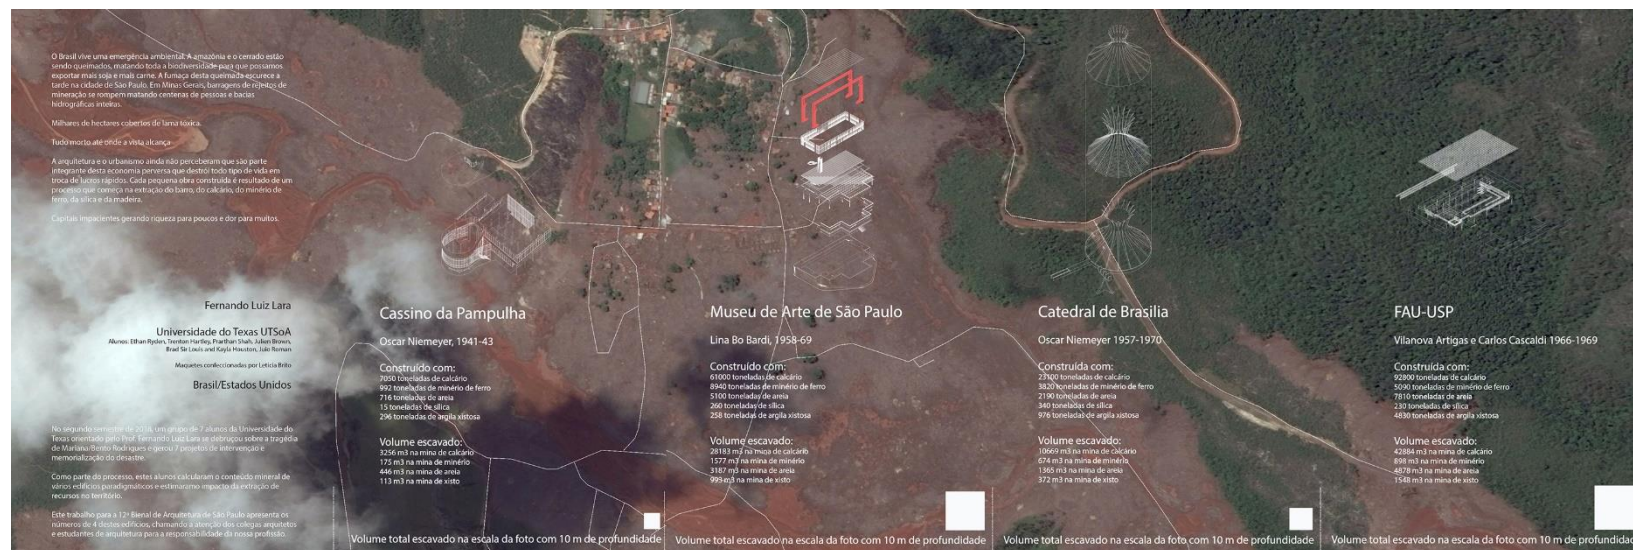 O Brasil vive uma emergência ambiental. A amazônia e o cerrado estão
sendo queimados, matando toda a biodiversidade para que possamos
exportar mais soja e mais carne. A fumaça desta queimada escurece a
tarde na cidade de São Paulo. Em Minas Gerais, barragens de rejeitos de
mineração se rompem matando centenas de pessoas e bacias
hidrográficas inteiras.
Milhares de hectares cobertos de lama tóxica.
Tudo morto até onde a vista alcança
A arquitetura e o urbanismo ainda não perceberam que são parte
integrante desta economia perversa que destrói todo tipo de vida em
troca de lucros rápidos. Cada pequena obra construída é resultado de um
processo que começa na extração do barro, do calcário, do minério de
ferro, da sílica e da madeira.
Capitais impacientes gerando riqueza para poucos e dor para muitos.
Fernando Luiz Lara
Universidade do Texas UTSoA
Alunos: Ethan Ryden, Trenton Hartley, Prarthan Shah, Julien Brown,
Brad Sir Louis and Kayla Houston, Jule Roman
Maquetes confeccionadas por Leticia Brito
Brasil/Estados Unidos
No segundo semestre de 2018, um grupo de 7 alunos da Universidade do
Texas orientado pelo Prof. Fernando Luiz Lara se debruçou sobre a tragédia
de Mariana/Bento Rodrigues e gerou 7 projetos de intervenção e
memorialização do desastre.
Como parte do processo, estes alunos calcularam o conteúdo mineral de
vários edifícios paradigmáticos e estimaram o impacto da extração de
recursos no território.
Este trabalho para a 12ª Bienal de Arquitetura de São Paulo apresenta os
números de 4 destes edifícios, chamando a atenção dos colegas arquitetos
e estudantes de arquitetura para a responsabilidade da nossa profissão.
Cassino da Pampulha
Oscar Niemeyer, 1941-43
Construído com:
7050 toneladas de calcário
992 toneladas de minério de ferro
716 toneladas de areia
15 toneladas de sílica
296 toneladas de argila xistosa
Volume escavado:
3256 m3 na mina de calcário
175 m3 na mina de minério
446 m3 na mina de areia
113 m3 na mina de xisto
Volume total escavado na escala da foto com 10 m de profundidade
Museu de Arte de São Paulo
Lina Bo Bardi, 1958-69
Construído com:
61000 toneladas de calcário
8940 toneladas de minério de ferro
5100 toneladas de areia
260 toneladas de sílica
258 toneladas de argila xistosa
Volume escavado:
28183 m3 na mina de calcário
1577 m3 na mina de minério
3187 m3 na mina de areia
993 m3 na mina de xisto
Volume total escavado na escala da foto com 10 m de profundidade
Catedral de Brasilia
Oscar Niemeyer 1957-1970
Construída com:
23100 toneladas de calcário
3820 toneladas de minério de ferro
2190 toneladas de areia
340 toneladas de sílica
976 toneladas de argila xistosa
Volume escavado:
10669 m3 na mina de calcário
674 m3 na mina de minério
1365 m3 na mina de areia
372 m3 na mina de xisto
Volume total escavado na escala da foto com 10 m de profundidade
FAU-USP
Vilanova Artigas e Carlos Cascaldi 1966-1969
Construída com:
92800 toneladas de calcário
5090 toneladas de minério de ferro
7810 toneladas de areia
230 toneladas de sílica
4830 toneladas de argila xistosa
Volume escavado:
42884 m3 na mina de calcário
898 m3 na mina de minério
4878 m3 na mina de areia
1548 m3 na mina de xisto
Volume total escavado na escala da foto com 10 m de profundidad